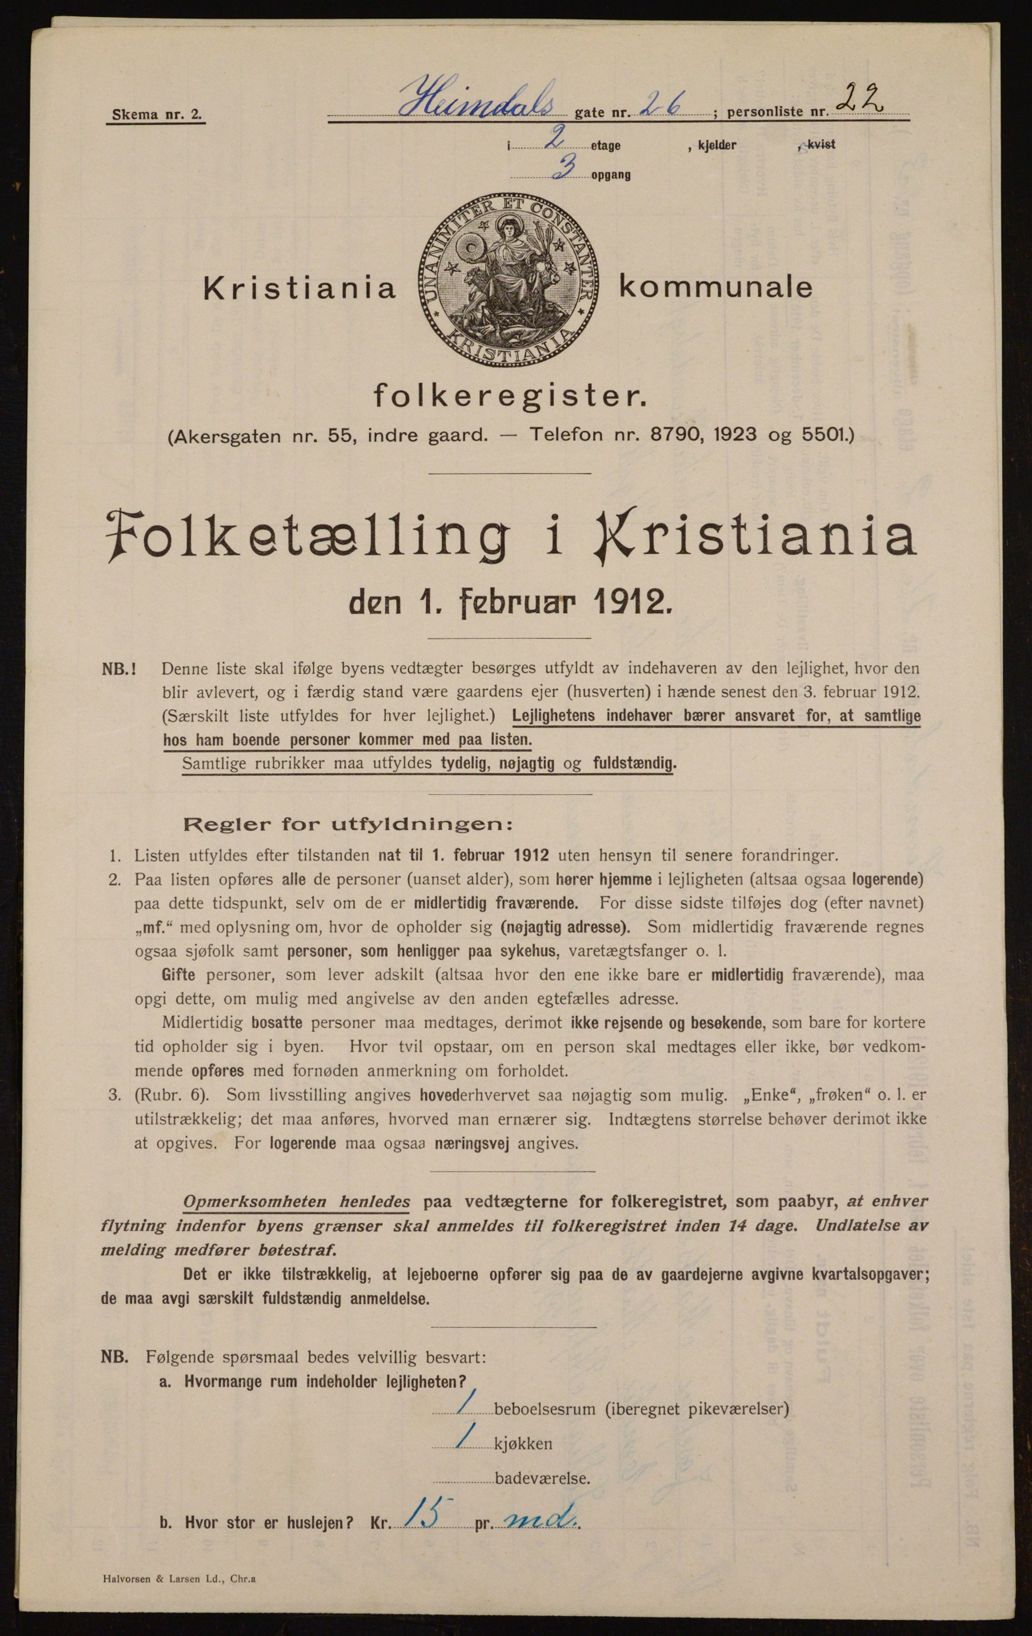 Skema nr. 2.
Heimdals gate nr. 26 ; personliste nr. 22
i 2 etage , kjelder , kvist
3 opgang
UNANIMITER ET CONSTANTER
KRISTIANIA
Kristiania kommunale
folkeregister.
(Akersgaten nr. 55, indre gaard. — Telefon nr. 8790, 1923 og 5501.)
Folketælling i Kristiania
den 1. februar 1912.
NB.! Denne liste skal ifølge byens vedtægter besørges utfyldt av indehaveren av den lejlighet, hvor den
blir avlevert, og i færdig stand være gaardens ejer (husverten) i hænde senest den 3. februar 1912.
(Særskilt liste utfyldes for hver lejlighet.) Lejlighetens indehaver bærer ansvaret for, at samtlige
hos ham boende personer kommer med paa listen.
Samtlige rubrikker maa utfyldes tydelig, nøjagtig og fuldstændig.
Regler for utfyldningen:
1. Listen utfyldes efter tilstanden nat til 1. februar 1912 uten hensyn til senere forandringer.
2. Paa listen opføres alle de personer (uanset alder), som hører hjemme i lejligheten (altsaa ogsaa logerende)
paa dette tidspunkt, selv om de er midlertidig fraværende. For disse sidste tilføjes dog (efter navnet)
„mf.“ med oplysning om, hvor de opholder sig (nøjagtig adresse). Som midlertidig fraværende regnes
ogsaa sjøfolk samt personer, som henligger paa sykehus, varetægtsfanger o. l.
Gifte personer, som lever adskilt (altsaa hvor den ene ikke bare er midlertidig fraværende), maa
opgi dette, om mulig med angivelse av den anden egtefælles adresse.
Midlertidig bosatte personer maa medtages, derimot ikke rejsende og besøkende, som bare for kortere
tid opholder sig i byen. Hvor tvil opstaar, om en person skal medtages eller ikke, bør vedkom-
mende opføres med fornøden anmerkning om forholdet.
3. (Rubr. 6). Som livsstilling angives hovederhvervet saa nøjagtig som mulig. „Enke“, „frøken“ o. l. er
utilstrækkelig; det maa anføres, hvorved man ernærer sig. Indtægtens størrelse behøver derimot ikke
at opgives. For logerende maa ogsaa næringsvej angives.
Opmerksomheten henledes paa vedtægterne for folkeregistret, som paabyr, at enhver
flytning indenfor byens grænser skal anmeldes til folkeregistret inden 14 dage. Undlatelse av
melding medfører bøtestraf.
Det er ikke tilstrækkelig, at lejeboerne opfører sig paa de av gaardejerne avgivne kvartalsopgaver;
de maa avgi særskilt fuldstændig anmeldelse.
NB. Følgende spørsmaal bedes velvillig besvart:
a. Hvormange rum indeholder lejligheten?
1 beboelsesrum (iberegnet pikeværelser)
1 kjøkken
badeværelse.
b. Hvor stor er huslejen? Kr. 15 pr. md.
Halvorsen & Larsen Ld., Chr.a